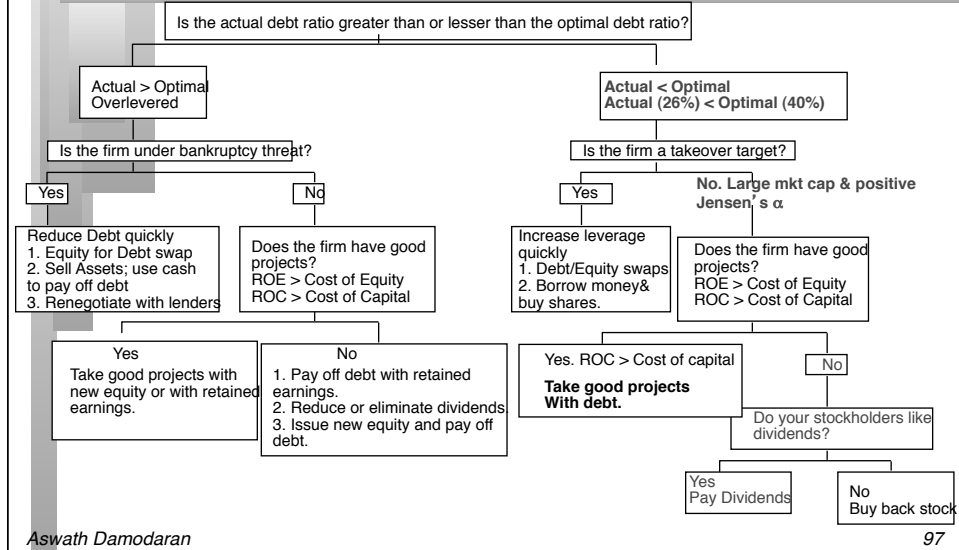 Is the actual debt ratio greater than or lesser than the optimal debt ratio?
Actual > Optimal
Overlevered
Actual < Optimal
Actual (26%) < Optimal (40%)
Is the firm under bankruptcy threat?
Is the firm a takeover target?
Yes
No
Yes
No. Large mkt cap & positive
Jensen’s α
Reduce Debt quickly
1. Equity for Debt swap
2. Sell Assets; use cash
to pay off debt
3. Renegotiate with lenders
Does the firm have good
projects?
ROE > Cost of Equity
ROC > Cost of Capital
Increase leverage
quickly
1. Debt/Equity swaps
2. Borrow money&
buy shares.
Does the firm have good
projects?
ROE > Cost of Equity
ROC > Cost of Capital
Yes
Take good projects with
new equity or with retained
earnings.
No
1. Pay off debt with retained
earnings.
2. Reduce or eliminate dividends.
3. Issue new equity and pay off
debt.
Yes. ROC > Cost of capital
Take good projects
With debt.
No
Do your stockholders like
dividends?
Yes
Pay Dividends
No
Buy back stock
Aswath Damodaran
97